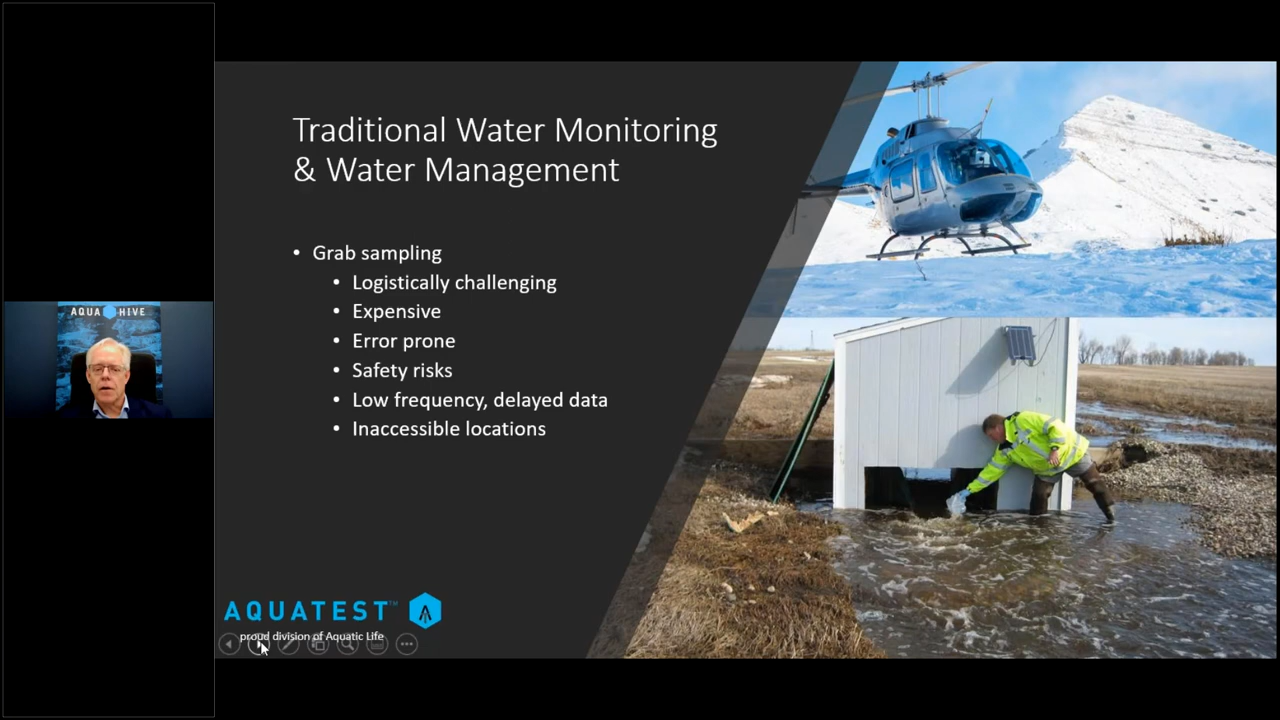 Traditional Water Monitoring
& Water Management
• Grab sampling
• Logistically challenging
• Expensive
• Error prone
• Safety risks
• Low frequency, delayed data
• Inaccessible locations
AQUA HIVE
AQUATEST™
proud division of Aquatic Life